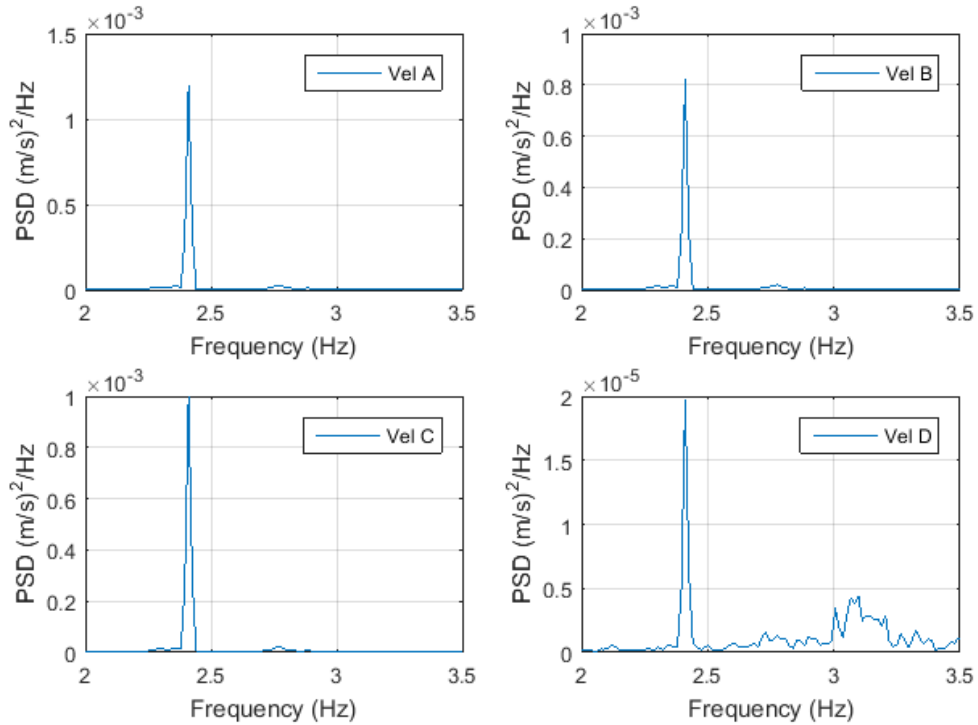 ×10^-3
1.5
1
0.5
0
PSD (m/s)^2/Hz
Vel A
2 2.5 3 3.5
Frequency (Hz)
×10^-3
1
0.8
0.6
0.4
0.2
0
PSD (m/s)^2/Hz
Vel B
2 2.5 3 3.5
Frequency (Hz)
×10^-3
1
0.8
0.6
0.4
0.2
0
PSD (m/s)^2/Hz
Vel C
2 2.5 3 3.5
Frequency (Hz)
×10^-5
2
1.5
1
0.5
0
PSD (m/s)^2/Hz
Vel D
2 2.5 3 3.5
Frequency (Hz)